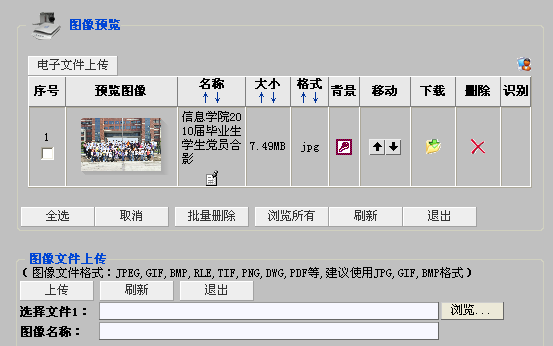 图像预览
电子文件上传
序号 预览图像 名称 大小 格式 背景 移动 下载 删除 识别
↑ ↓ ↑ ↓ ↑ ↓
1 信息学院2010届毕业生学生党员合影 7.49MB jpg
全选 取消 批量删除 浏览所有 刷新 退出
图像文件上传
(图像文件格式：JPEG,GIF,BMP,RLE,TIF,PNG,DWG,PDF等,建议使用JPG,GIF,BMP格式)
上传 刷新 退出
选择文件1： 浏览...
图像名称：